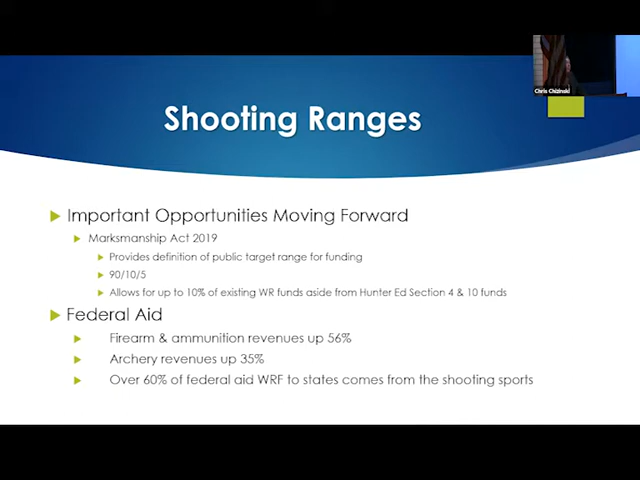 Chris Chizinski
Shooting Ranges
Important Opportunities Moving Forward
Marksmanship Act 2019
Provides definition of public target range for funding
90/10/5
Allows for up to 10% of existing WR funds aside from Hunter Ed Section 4 & 10 funds
Federal Aid
Firearm & ammunition revenues up 56%
Archery revenues up 35%
Over 60% of federal aid WRF to states comes from the shooting sports